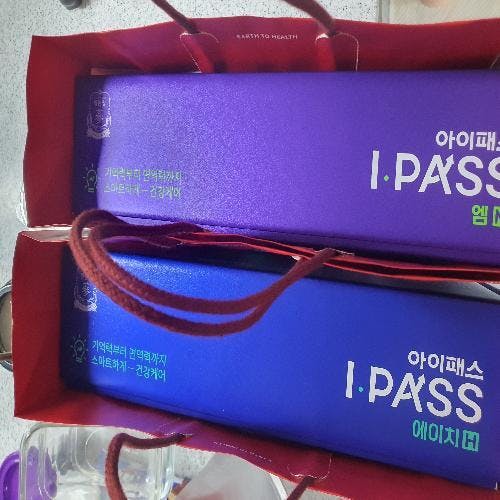 EARTH TO HEALTH
아이패스
I·PASS
엠
기억력부터 면역력까지
스마트하게 - 건강케어
아이패스
I·PASS
에이치 H
기억력부터 면역력까지
스마트하게 - 건강케어